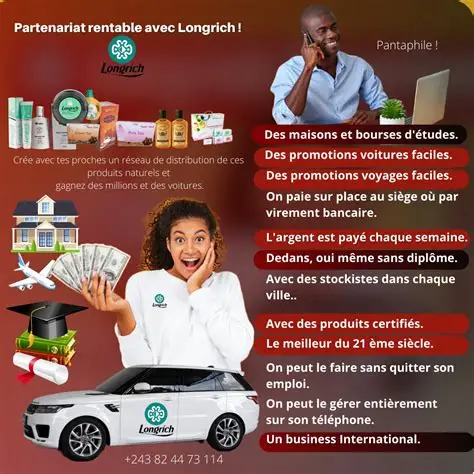 Partenariat rentable avec Longrich !
Longrich
Pantaphile !
Longrich
Crée avec tes proches un réseau de distribution de ces
produits naturels et
gagnez des millions et des voitures.
Des maisons et bourses d'études.
Des promotions voitures faciles.
Des promotions voyages faciles.
On paie sur place au siège où par
virement bancaire.
L'argent est payé chaque semaine.
Dedans, oui même sans diplôme.
Avec des stockistes dans chaque
ville..
Longrich
Avec des produits certifiés.
Le meilleur du 21 ème siècle.
On peut le faire sans quitter son
emploi.
On peut le gérer entièrement
sur son téléphone.
Un business International.
Longrich
+243 82 44 73 114